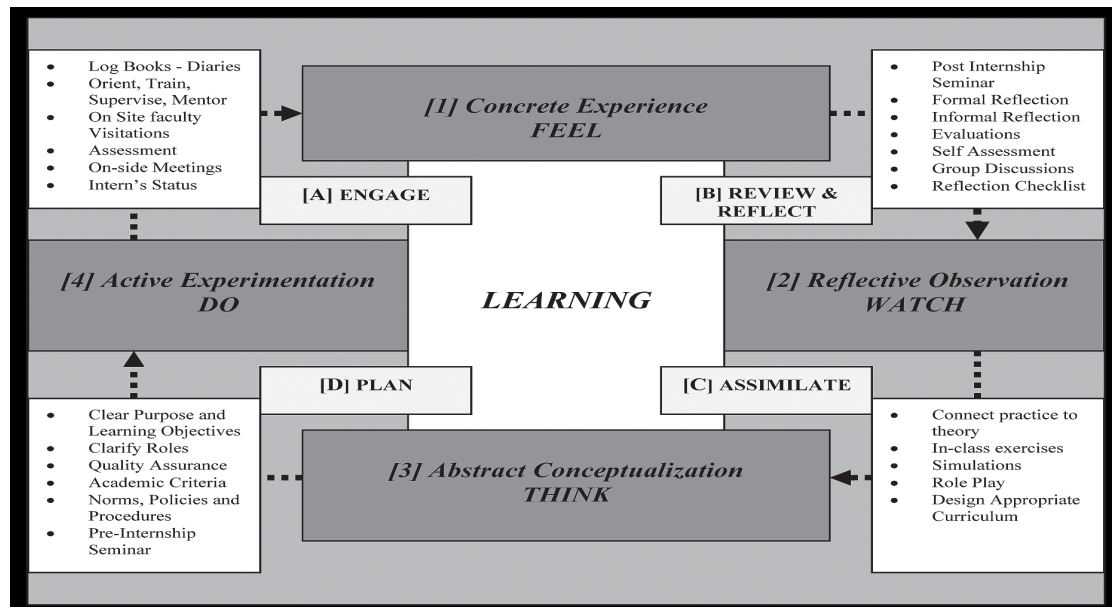 • Log Books - Diaries
• Orient, Train,
Supervise, Mentor
• On Site faculty
Visitations
• Assessment
• On-side Meetings
• Intern's Status
[1] Concrete Experience
FEEL
• Post Internship
Seminar
• Formal Reflection
• Informal Reflection
• Evaluations
• Self Assessment
• Group Discussions
• Reflection Checklist
[A] ENGAGE
[B] REVIEW &
REFLECT
[4] Active Experimentation
DO
LEARNING
[2] Reflective Observation
WATCH
[D] PLAN
[C] ASSIMILATE
• Clear Purpose and
Learning Objectives
• Clarify Roles
• Quality Assurance
• Academic Criteria
• Norms, Policies and
Procedures
• Pre-Internship
Seminar
[3] Abstract Conceptualization
THINK
• Connect practice to
theory
• In-class exercises
• Simulations
• Role Play
• Design Appropriate
Curriculum